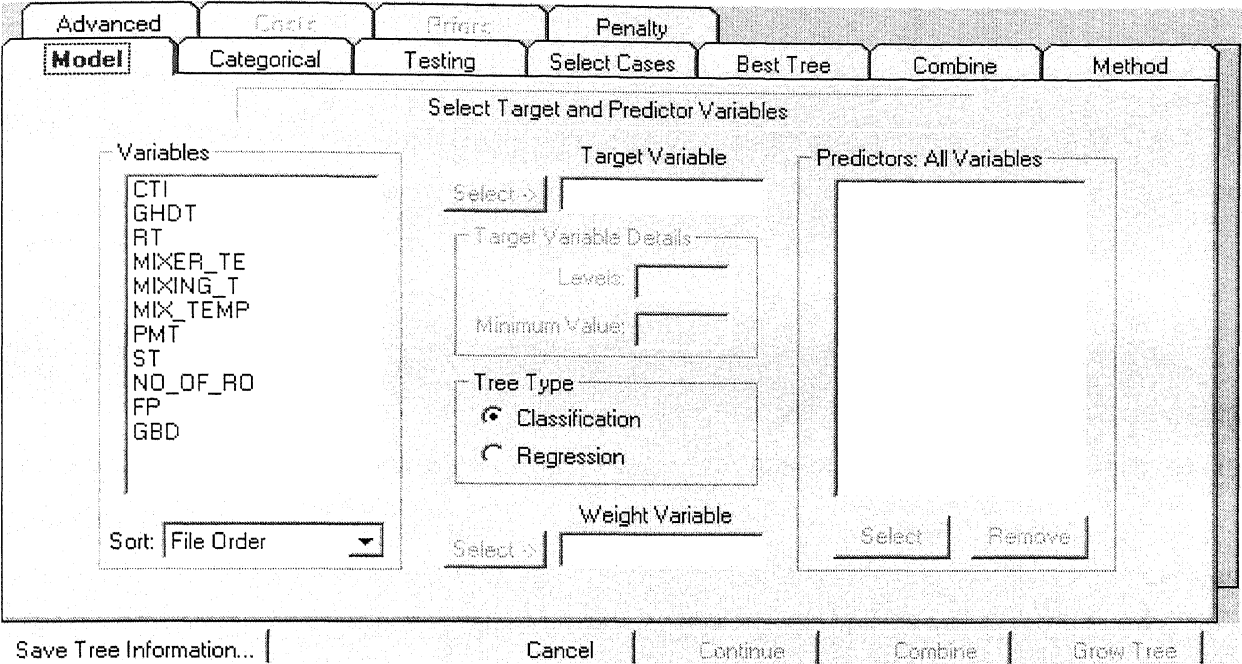 Advanced Costs Priors Penalty
Model Categorical Testing Select Cases Best Tree Combine Method
Select Target and Predictor Variables
Variables
CTI
GHDT
RT
MIXER_TE
MIXING_T
MIX_TEMP
PMT
ST
NO_OF_RO
FP
GBD
Sort: File Order
Target Variable
Select ->
Target Variable Details
Levels:
Minimum Value:
Tree Type
Classification
Regression
Weight Variable
Select ->
Predictors: All Variables
Select Remove
Save Tree Information... Cancel Continue Combine Grow Tree